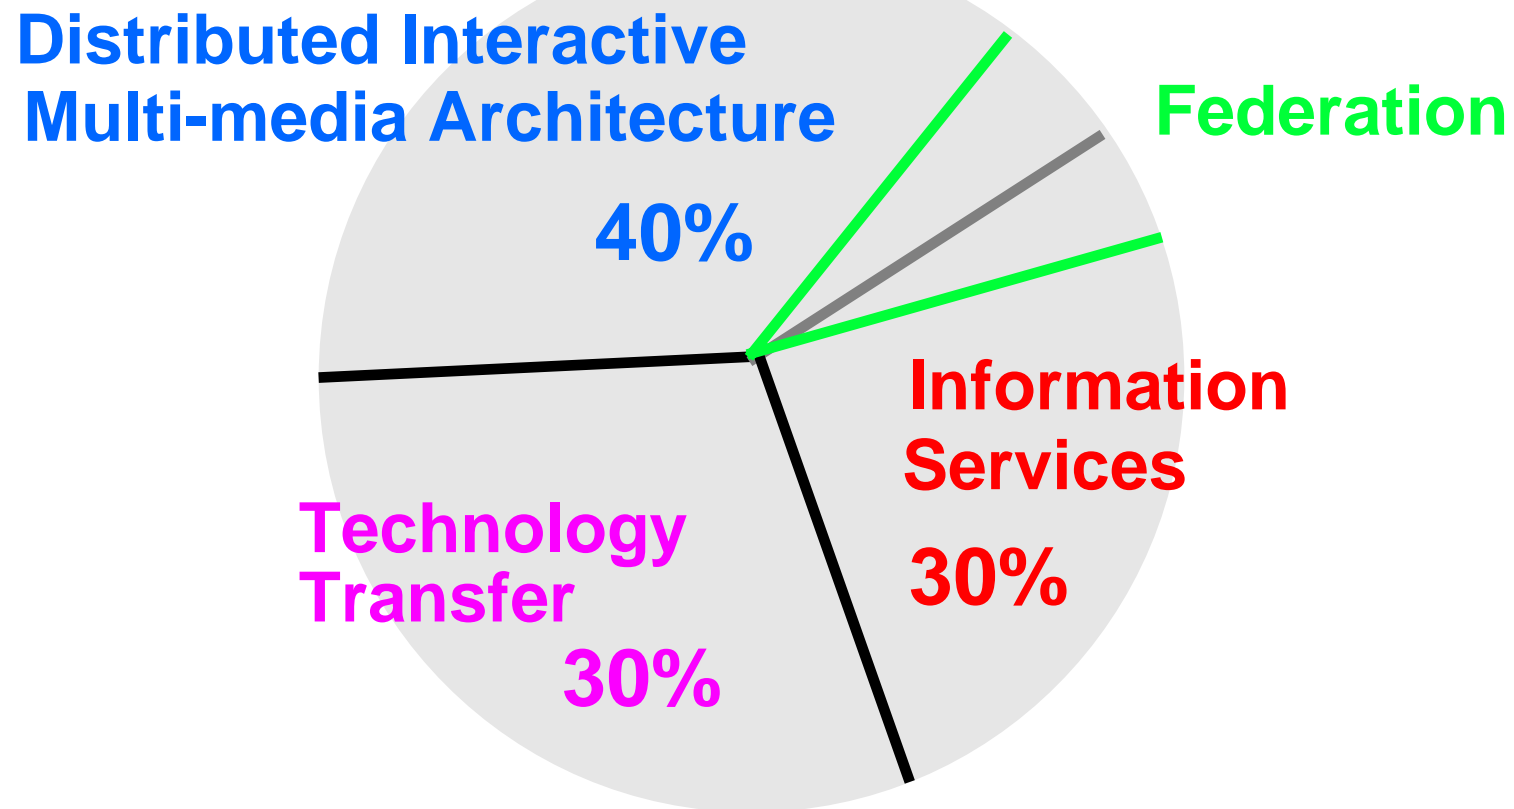 Distributed Interactive
Multi-media Architecture
40%
Federation
Information
Services
30%
Technology
Transfer
30%